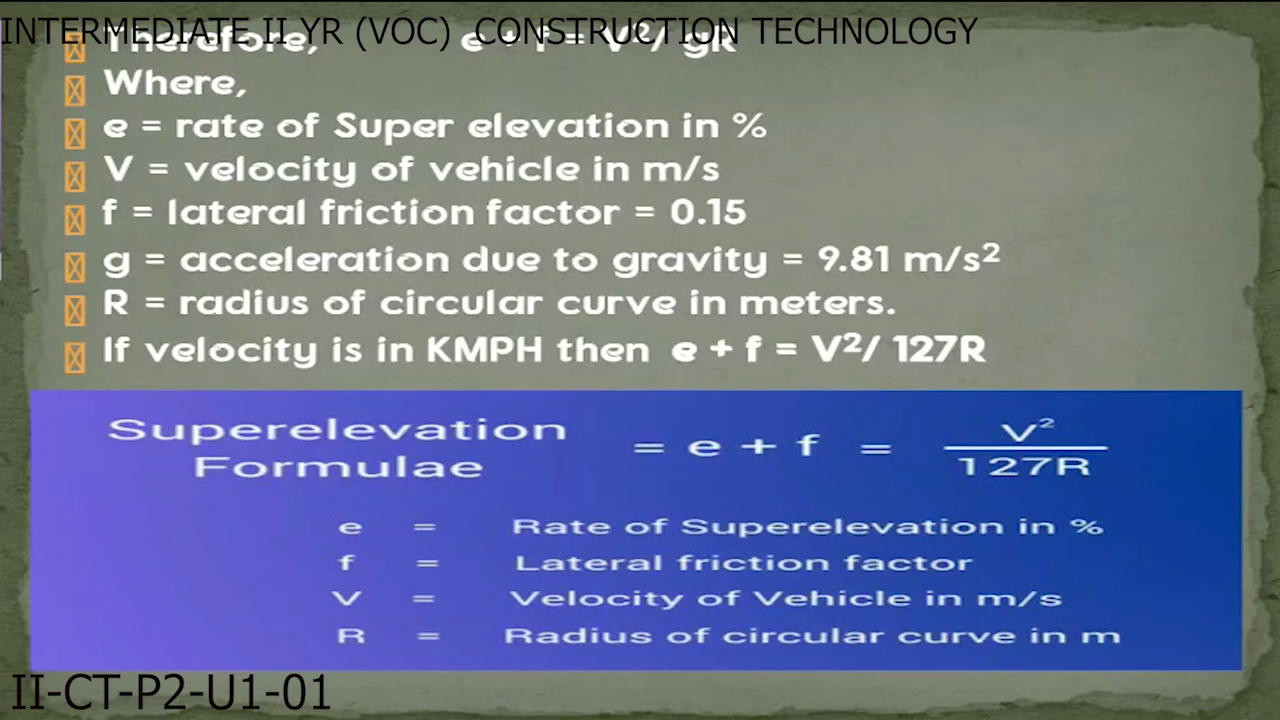 INTERMEDIATE II YR (VOC) CONSTRUCTION TECHNOLOGY
Therefore, e + f = V²/ gR
Where,
e = rate of Super elevation in %
V = velocity of vehicle in m/s
f = lateral friction factor = 0.15
g = acceleration due to gravity = 9.81 m/s²
R = radius of circular curve in meters.
If velocity is in KMPH then e + f = V²/ 127R
Superelevation Formulae = e + f = V² / 127R
e = Rate of Superelevation in %
f = Lateral friction factor
V = Velocity of Vehicle in m/s
R = Radius of circular curve in m
II-CT-P2-U1-01